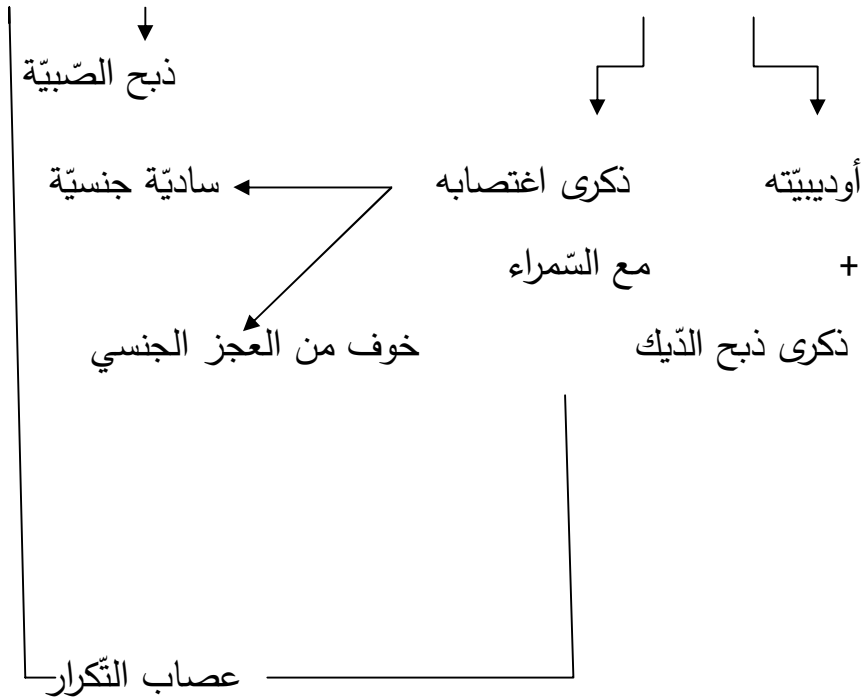 ذبح الصّبيّة
أوديبيّته ذكرى اغتصابه ساديّة جنسيّة
+ مع السّمراء
ذكرى ذبح الدّيك خوف من العجز الجنسي
عصاب التّكرار